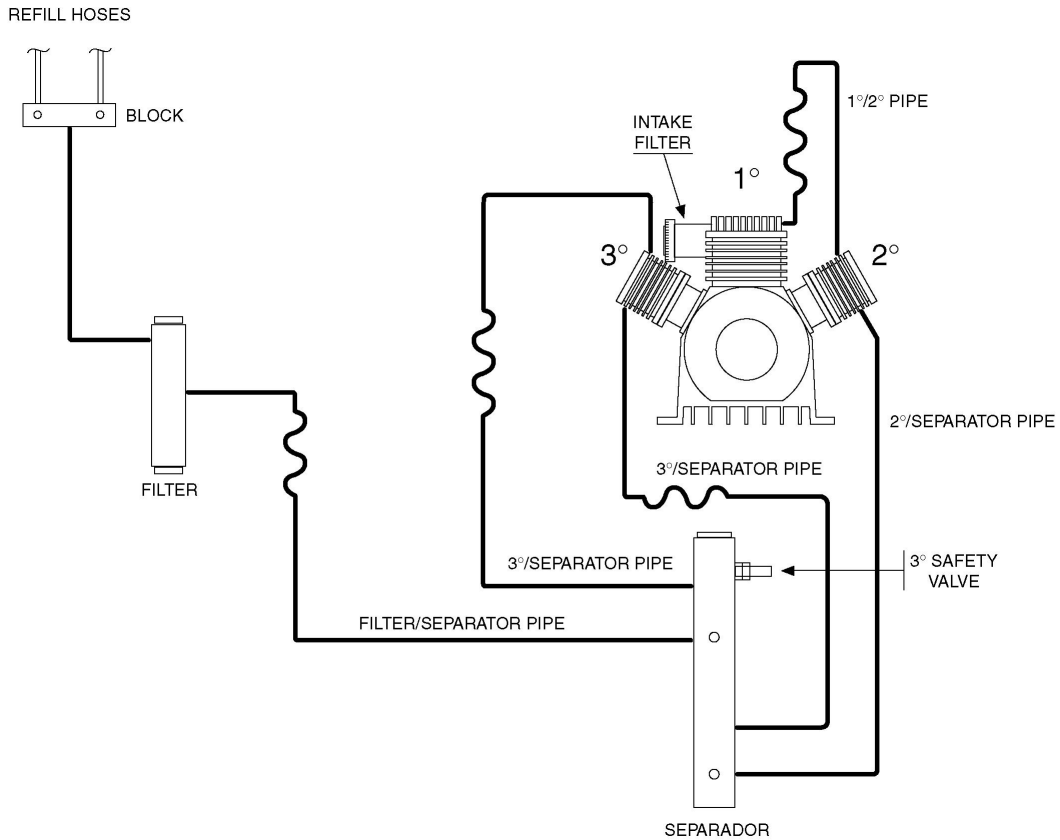 REFILL HOSES
BLOCK
1°/2° PIPE
INTAKE
FILTER
1°
3°
2°
2°/SEPARATOR PIPE
3°/SEPARATOR PIPE
FILTER
3°/SEPARATOR PIPE
3° SAFETY
VALVE
FILTER/SEPARATOR PIPE
SEPARADOR